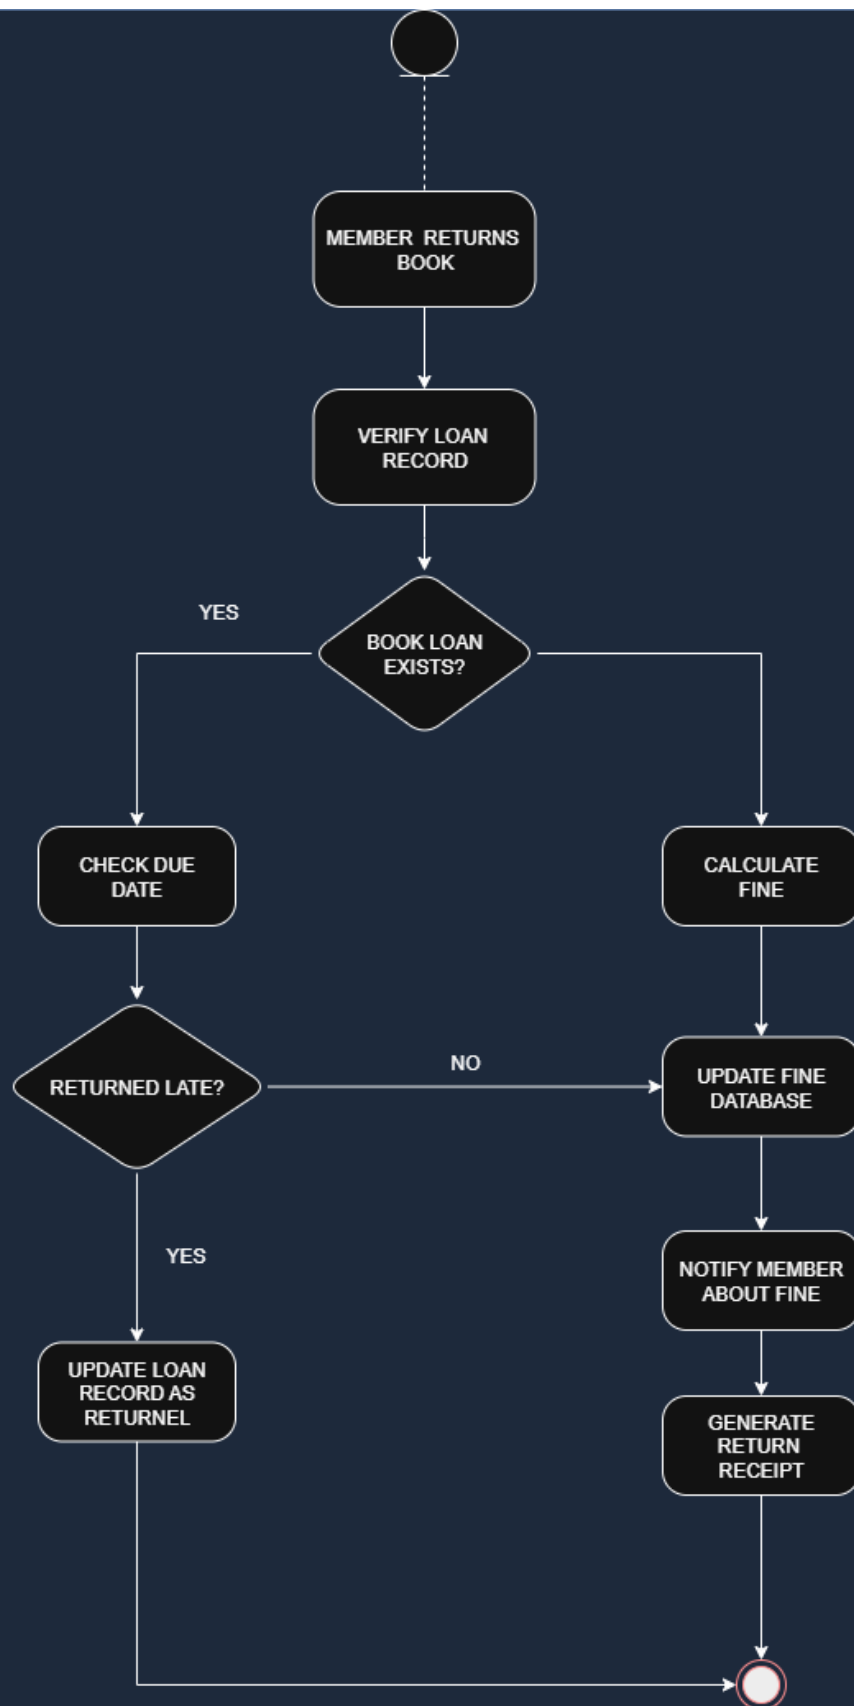 MEMBER RETURNS
BOOK
VERIFY LOAN
RECORD
YES
BOOK LOAN
EXISTS?
CHECK DUE
DATE
CALCULATE
FINE
RETURNED LATE?
NO
UPDATE FINE
DATABASE
YES
NOTIFY MEMBER
ABOUT FINE
UPDATE LOAN
RECORD AS
RETURNEL
GENERATE
RETURN
RECEIPT